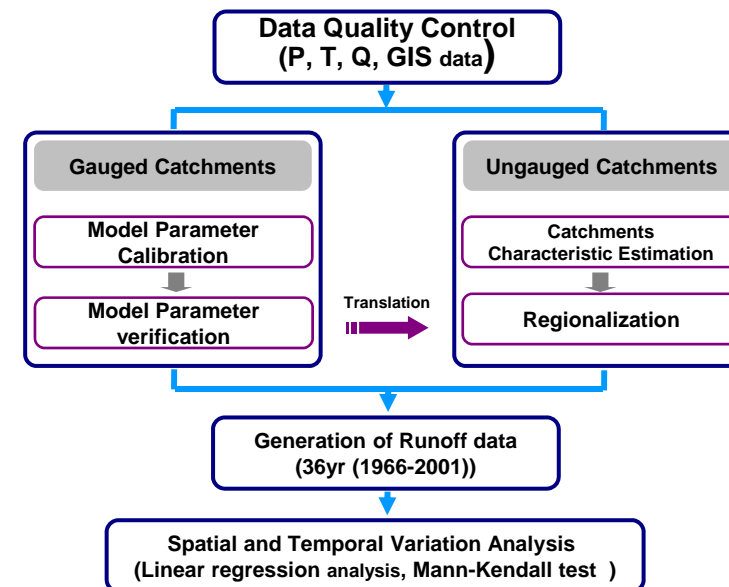 Data Quality Control
(P, T, Q, GIS data)
Gauged Catchments
Model Parameter
Calibration
Model Parameter
verification
Translation
Ungauged Catchments
Catchments
Characteristic Estimation
Regionalization
Generation of Runoff data
(36yr (1966-2001))
Spatial and Temporal Variation Analysis
(Linear regression analysis, Mann-Kendall test )